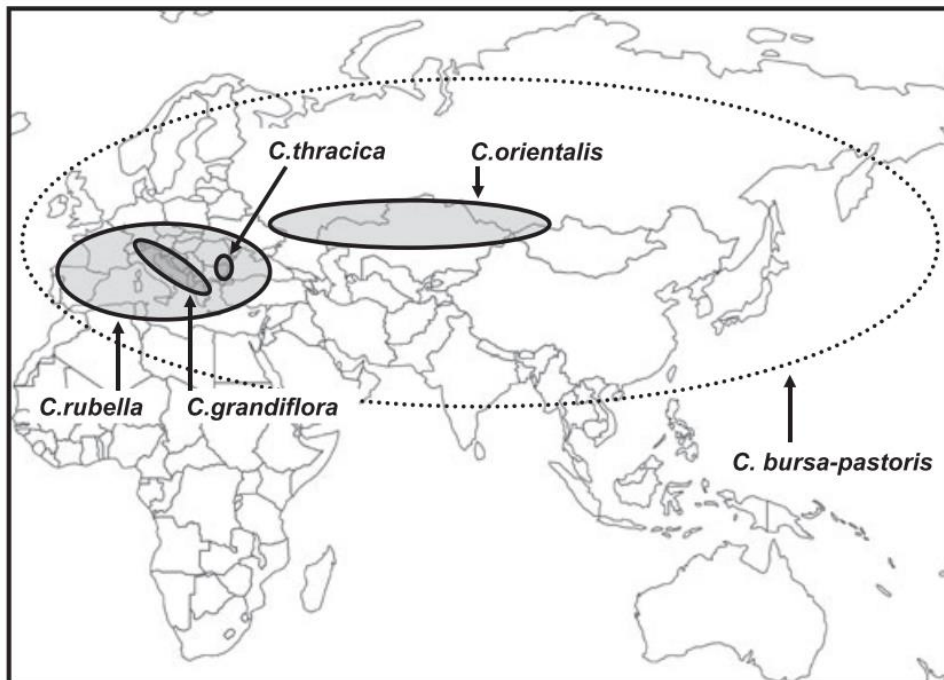 C.thracica
C.orientalis
C.rubella
C.grandiflora
C. bursa-pastoris